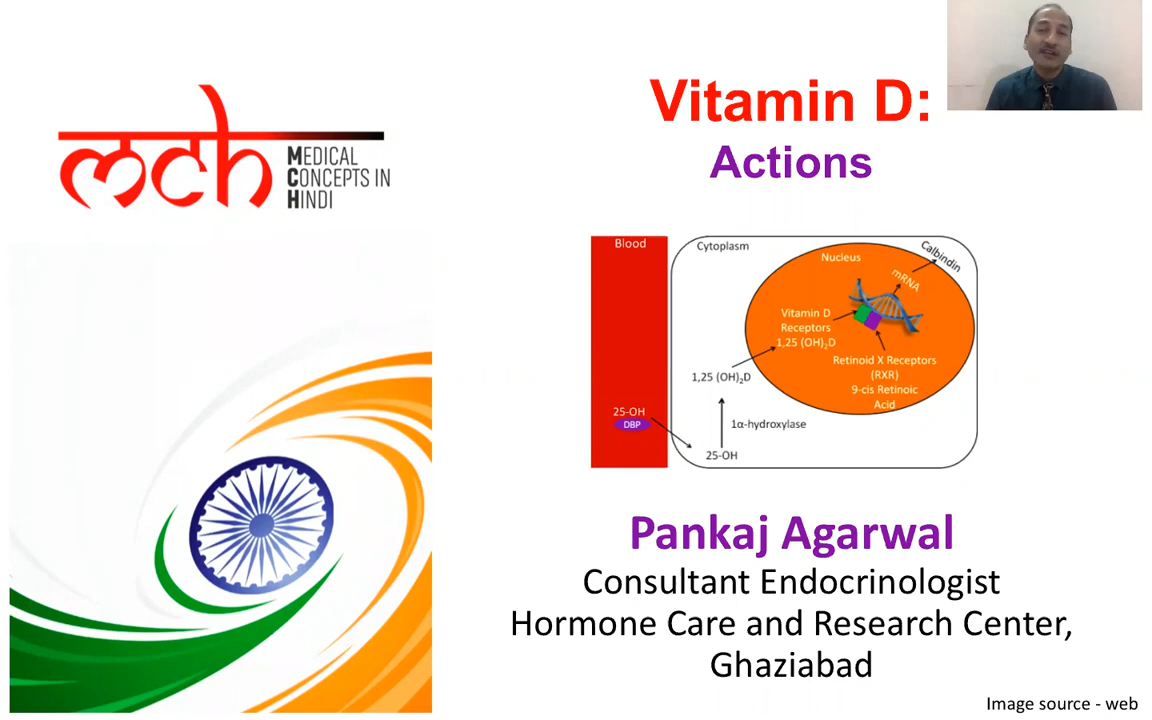 mch
MEDICAL
CONCEPTS IN
HINDI
Vitamin D:
Actions
Blood
Cytoplasm
Nucleus
Calbindin
mRNA
Vitamin D
Receptors
1,25 (OH)₂D
Retinoid X Receptors
(RXR)
9-cis Retinoic
Acid
1,25 (OH)₂D
1α-hydroxylase
25-OH
DBP
25-OH
Pankaj Agarwal
Consultant Endocrinologist
Hormone Care and Research Center,
Ghaziabad
Image source - web